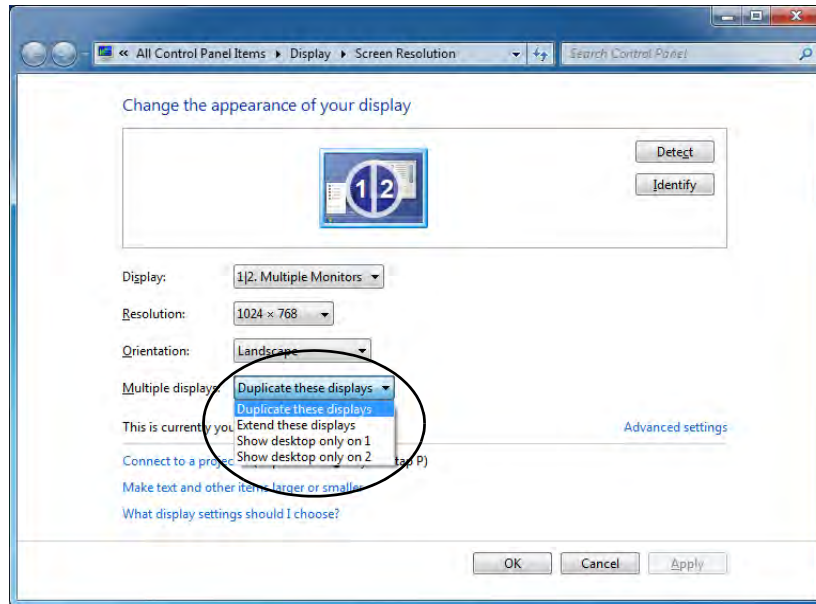 « All Control Panel Items ▸ Display ▸ Screen Resolution
Search Control Panel
Change the appearance of your display
1 2
Detect
Identify
Display: 1|2. Multiple Monitors
Resolution: 1024 × 768
Orientation: Landscape
Multiple displays: Duplicate these displays
Duplicate these displays
Extend these displays
Show desktop only on 1
Show desktop only on 2
This is currently
Advanced settings
Connect to a tap P)
Make text and other items larger or smaller
What display settings should I choose?
OK Cancel Apply